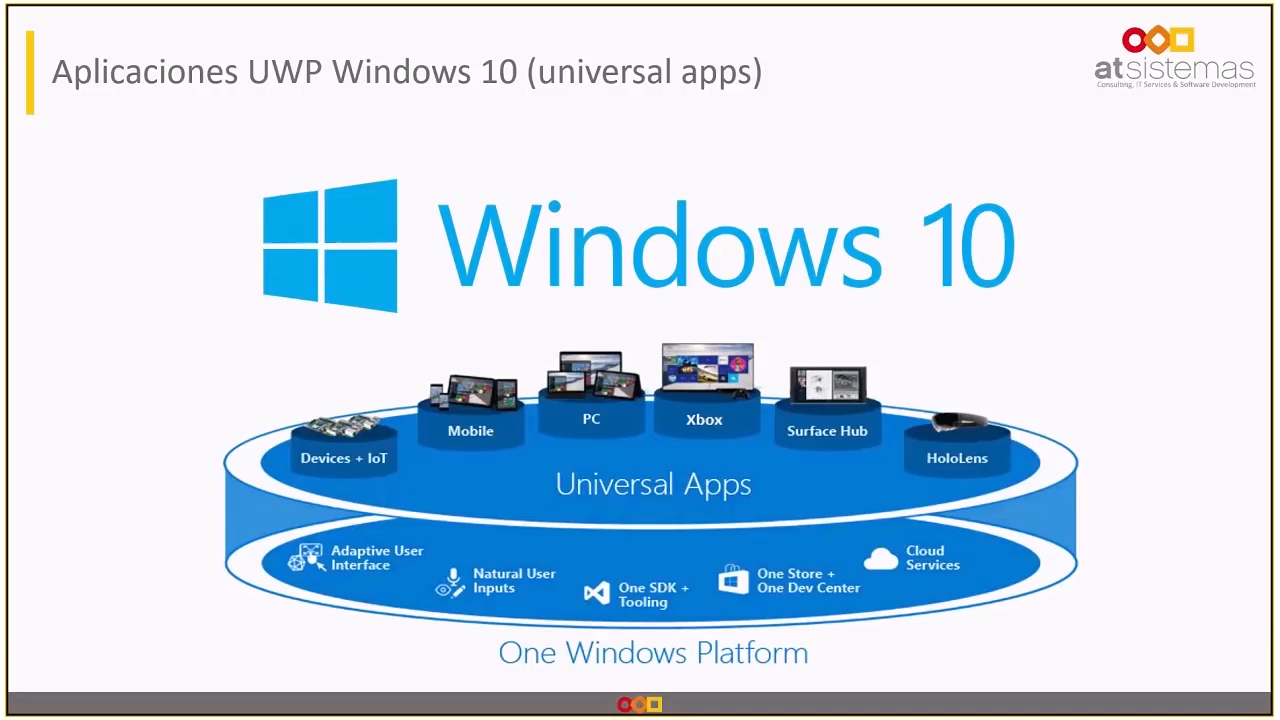 Aplicaciones UWP Windows 10 (universal apps)
atsistemas
Consulting, IT Services & Software Development
Windows 10
Devices + IoT
Mobile
PC
Xbox
Surface Hub
HoloLens
Universal Apps
Adaptive User
Interface
Natural User
Inputs
One SDK +
Tooling
One Store +
One Dev Center
Cloud
Services
One Windows Platform